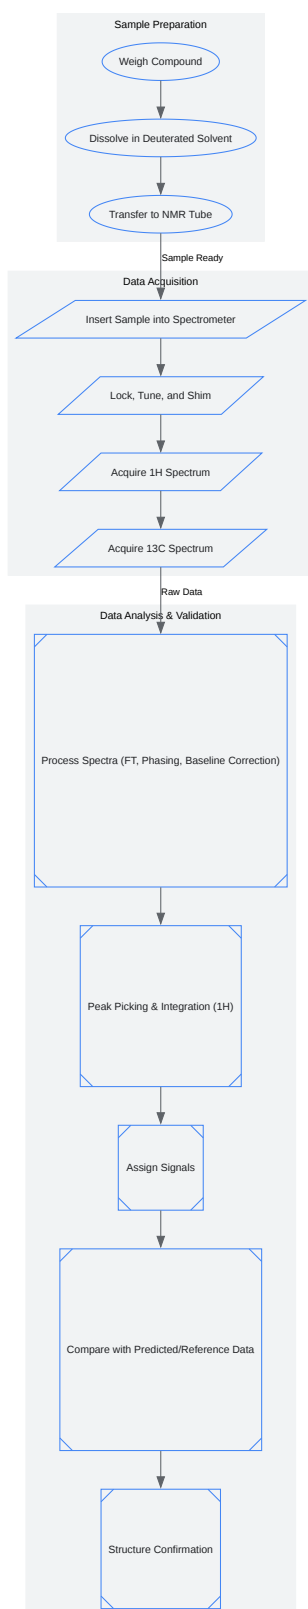 Sample Preparation
Weigh Compound
Dissolve in Deuterated Solvent
Transfer to NMR Tube
Sample Ready
Data Acquisition
Insert Sample into Spectrometer
Lock, Tune, and Shim
Acquire 1H Spectrum
Acquire 13C Spectrum
Raw Data
Data Analysis & Validation
Process Spectra (FT, Phasing, Baseline Correction)
Peak Picking & Integration (1H)
Assign Signals
Compare with Predicted/Reference Data
Structure Confirmation